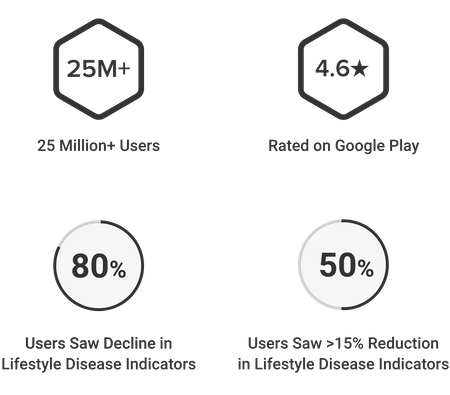 25M+
25 Million+ Users
4.6★
Rated on Google Play
80%
Users Saw Decline in
Lifestyle Disease Indicators
50%
Users Saw >15% Reduction
in Lifestyle Disease Indicators